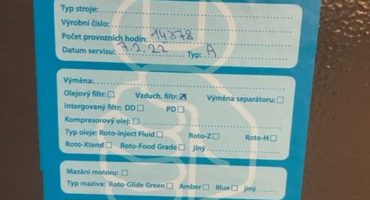 Typ stroje:
Výrobní číslo:
Počet provozních hodin: 14878
Datum servisu: 7.2.22 Typ: A
Výměna:
Olejový filtr: Vzduch. filtr: Výměna separátoru:
Intergovaný filtr: DD PD
Kompresorový olej:
Typ oleje: Roto-Inject Fluid Roto-Z Roto-H
Roto-Xtend Roto-Food Grade jiný
Mazání motoru:
Typ maziva: Roto-Glide Green Amber Blue jiný